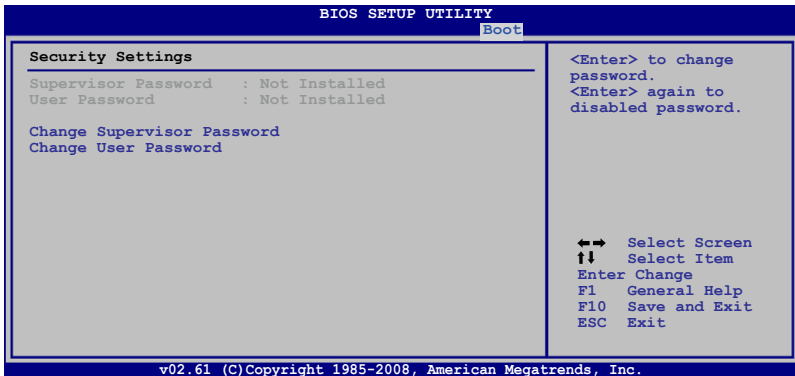 BIOS SETUP UTILITY
Boot
Security Settings
Supervisor Password : Not Installed
User Password : Not Installed
Change Supervisor Password
Change User Password
<Enter> to change
password.
<Enter> again to
disabled password.
←→ Select Screen
↑↓ Select Item
Enter Change
F1 General Help
F10 Save and Exit
ESC Exit
v02.61 (C)Copyright 1985-2008, American Megatrends, Inc.